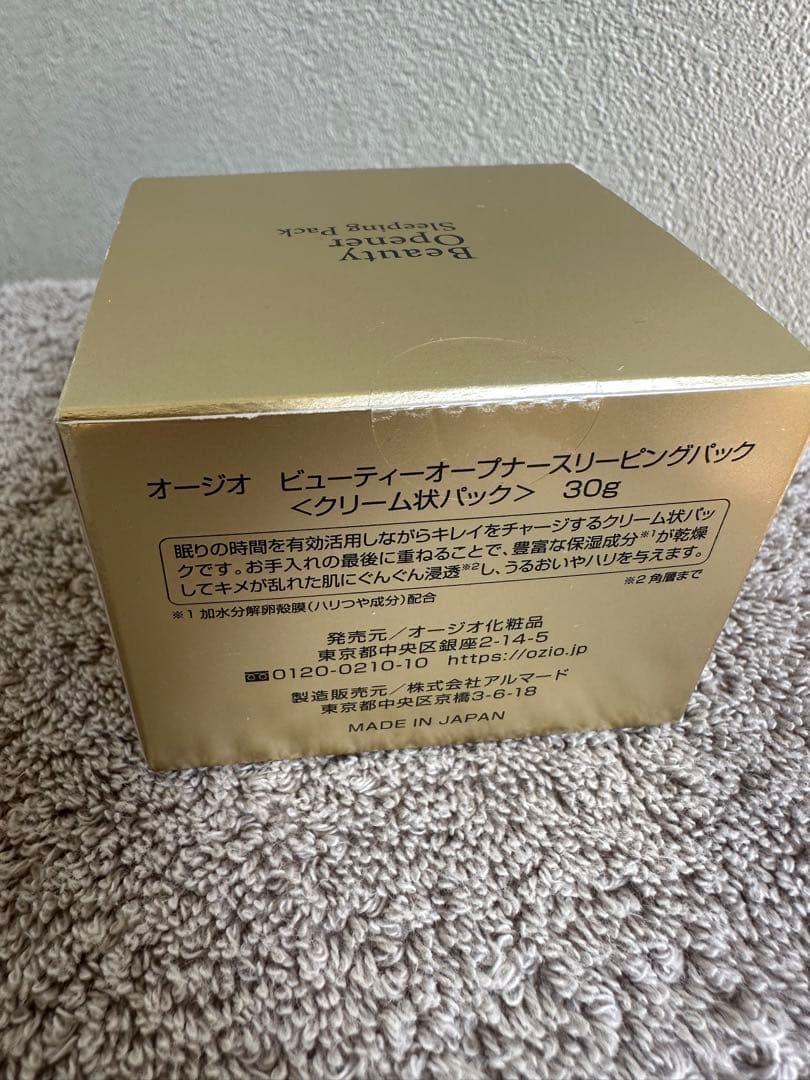 Beauty
Opener
Sleeping Pack
オージオ ビューティーオープナースリーピングパック
＜クリーム状パック＞ 30g
眠りの時間を有効活用しながらキレイをチャージするクリーム状パッ
クです。お手入れの最後に重ねることで、豊富な保湿成分※1が乾燥
してキメが乱れた肌にぐんぐん浸透※2し、うるおいやハリを与えます。
※1 加水分解卵殻膜(ハリつや成分)配合 ※2 角層まで
発売元／オージオ化粧品
東京都中央区銀座2-14-5
0120-0210-10 https://ozio.jp
製造販売元／株式会社アルマード
東京都中央区京橋3-6-18
MADE IN JAPAN